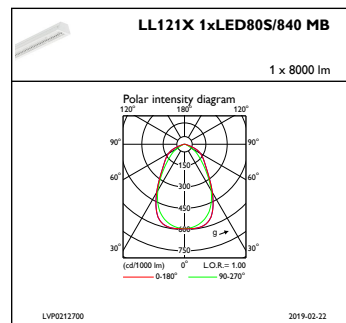 LL121X 1xLED80S/840 MB
1 x 8000 lm
Polar intensity diagram
120° 180° 120°
90° 90°
60° 60°
150
300
450
600
750
30° 30°
(cd/1000 lm) 0° L.O.R.= 1.00
0-180° 90-270°
LVP0212700 2019-02-22